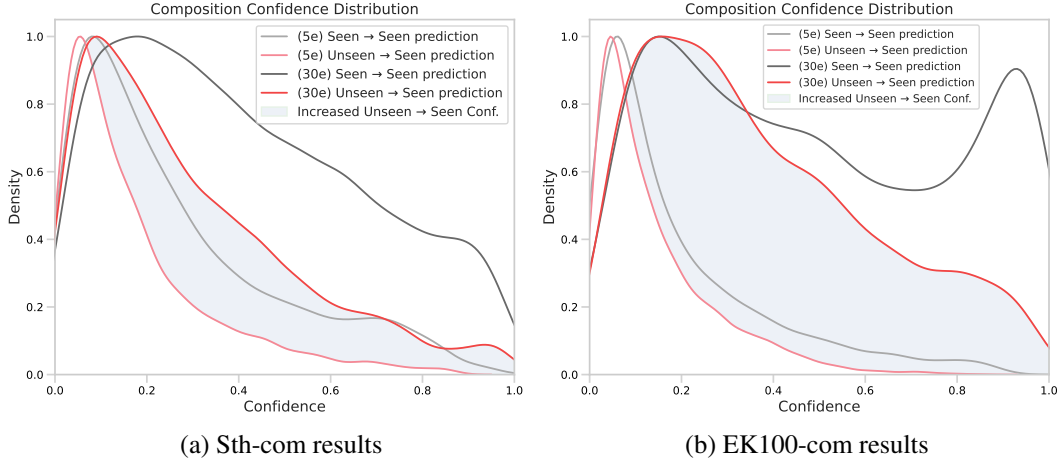 Composition Confidence Distribution
(5e) Seen → Seen prediction
(5e) Unseen → Seen prediction
(30e) Seen → Seen prediction
(30e) Unseen → Seen prediction
Increased Unseen → Seen Conf.
Density
1.0
0.8
0.6
0.4
0.2
0.0
0.0 0.2 0.4 0.6 0.8 1.0
Confidence
(a) Sth-com results
Composition Confidence Distribution
(5e) Seen → Seen prediction
(5e) Unseen → Seen prediction
(30e) Seen → Seen prediction
(30e) Unseen → Seen prediction
Increased Unseen → Seen Conf.
Density
1.0
0.8
0.6
0.4
0.2
0.0
0.0 0.2 0.4 0.6 0.8 1.0
Confidence
(b) EK100-com results